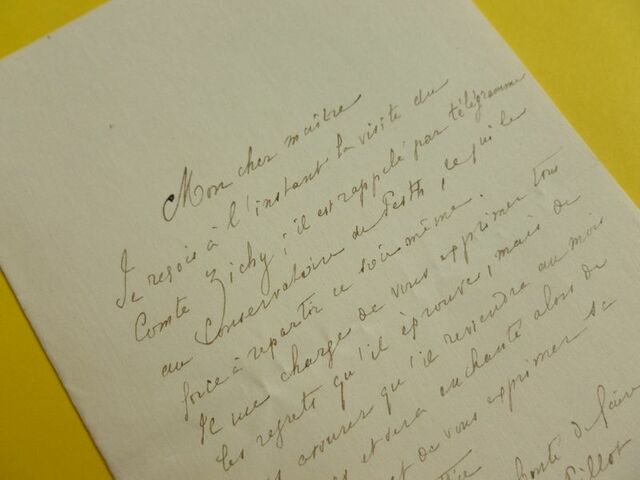 Mon cher maître
Je reçois à l'instant la visite du
Comte Zichy ; il est rappelé par télégramme
au Conservatoire de Pesth, ce qui le
force à repartir ce soir même.
Il me charge de vous exprimer tous
les regrets qu'il éprouve, mais de
assurer qu'il reviendra au mois
et sera enchanté alors de
et de vous exprimer sa